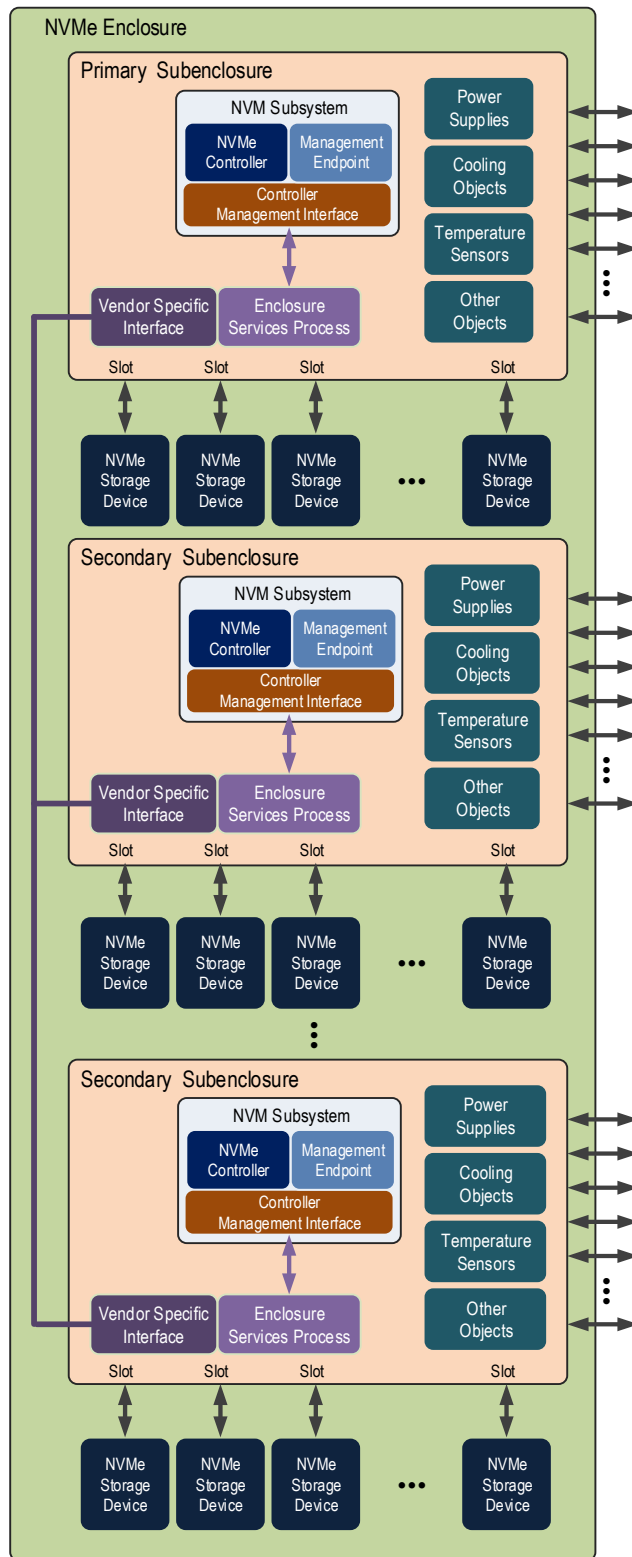 NVMe Enclosure
Primary Subenclosure
NVM Subsystem
NVMe
Controller
Management
Endpoint
Controller
Management Interface
Power
Supplies
Cooling
Objects
Temperature
Sensors
Other
Objects
Vendor Specific
Interface
Enclosure
Services Process
Slot
Slot
Slot
Slot
NVMe
Storage
Device
NVMe
Storage
Device
NVMe
Storage
Device
•••
NVMe
Storage
Device
Secondary Subenclosure
NVM Subsystem
NVMe
Controller
Management
Endpoint
Controller
Management Interface
Power
Supplies
Cooling
Objects
Temperature
Sensors
Other
Objects
Vendor Specific
Interface
Enclosure
Services Process
Slot
Slot
Slot
Slot
NVMe
Storage
Device
NVMe
Storage
Device
NVMe
Storage
Device
•••
NVMe
Storage
Device
Secondary Subenclosure
NVM Subsystem
NVMe
Controller
Management
Endpoint
Controller
Management Interface
Power
Supplies
Cooling
Objects
Temperature
Sensors
Other
Objects
Vendor Specific
Interface
Enclosure
Services Process
Slot
Slot
Slot
Slot
NVMe
Storage
Device
NVMe
Storage
Device
NVMe
Storage
Device
•••
NVMe
Storage
Device